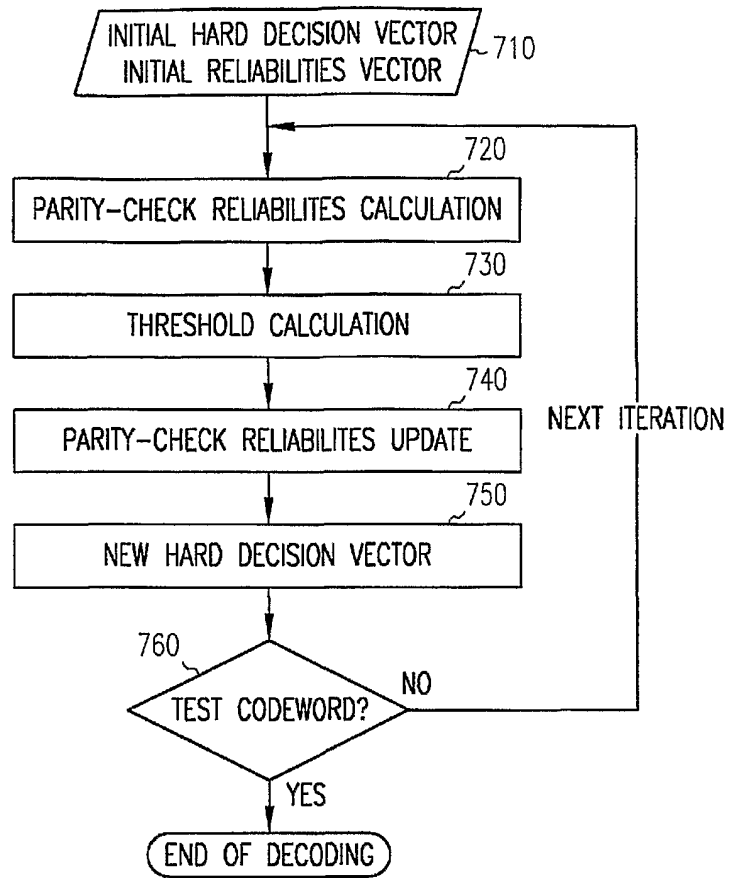 INITIAL HARD DECISION VECTOR
INITIAL RELIABILITIES VECTOR
710
720
PARITY-CHECK RELIABILITES CALCULATION
730
THRESHOLD CALCULATION
740
PARITY-CHECK RELIABILITES UPDATE
NEXT ITERATION
750
NEW HARD DECISION VECTOR
760
TEST CODEWORD?
NO
YES
END OF DECODING